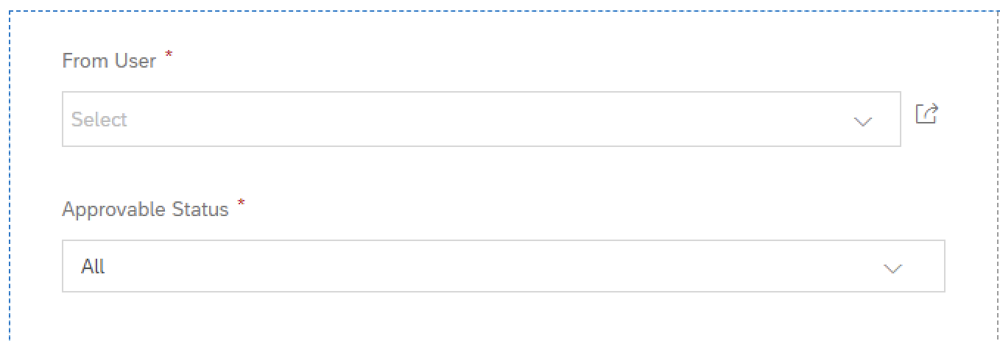 From User *
Select
Approvable Status *
All